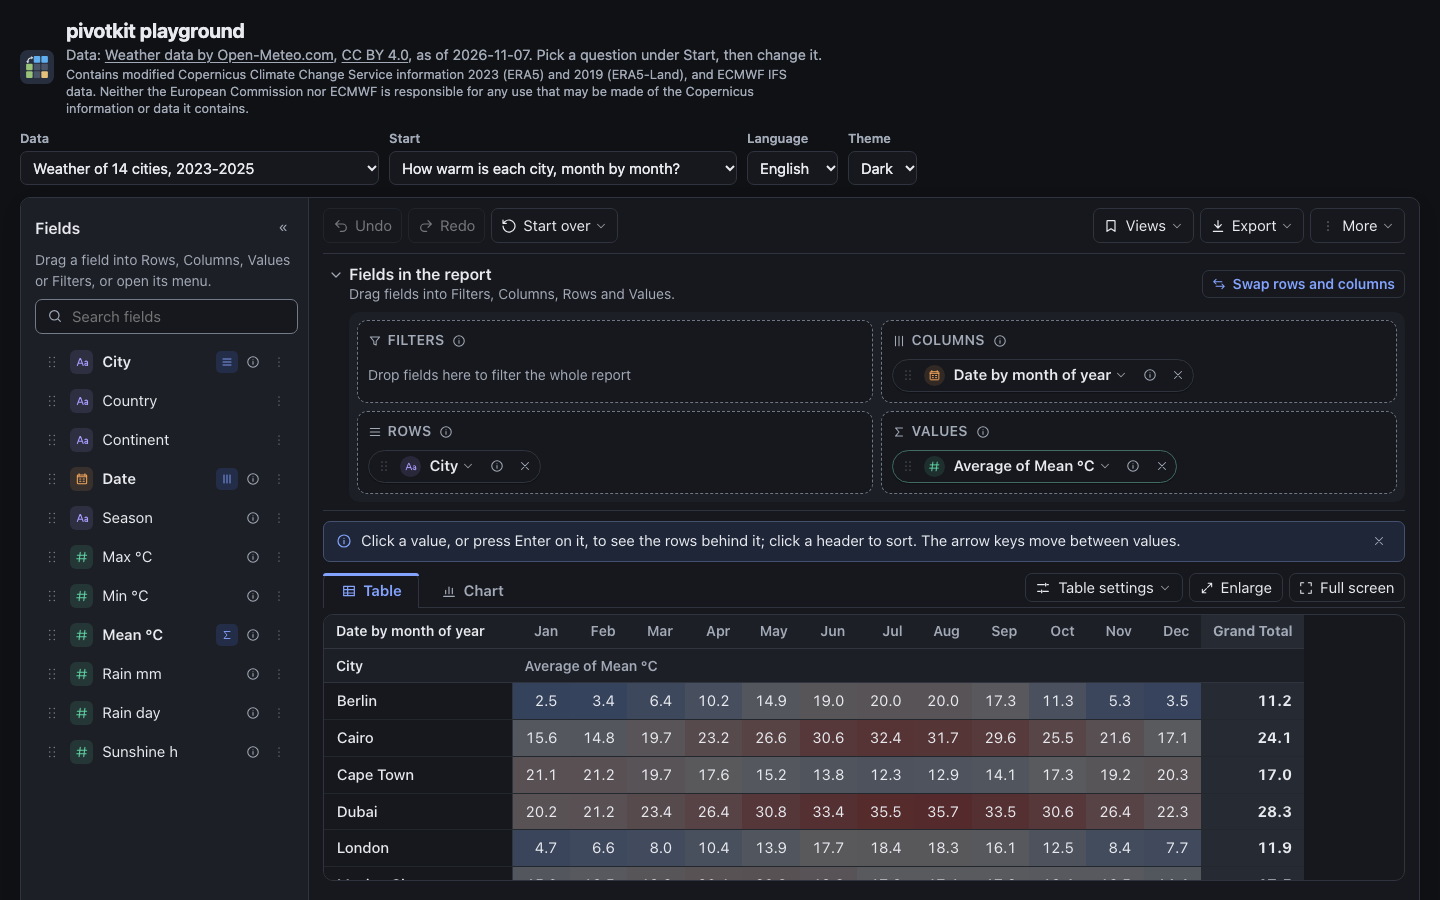 pivotkit playground
Data: Weather data by Open-Meteo.com, CC BY 4.0, as of 2026-11-07. Pick a question under Start, then change it.
Contains modified Copernicus Climate Change Service information 2023 (ERA5) and 2019 (ERA5-Land), and ECMWF IFS
data. Neither the European Commission nor ECMWF is responsible for any use that may be made of the Copernicus
information or data it contains.
Data Start Language Theme
Weather of 14 cities, 2023-2025 How warm is each city, month by month? English Dark
Fields «
Drag a field into Rows, Columns, Values
or Filters, or open its menu.
Search fields
Aa City
Aa Country
Aa Continent
Date
Aa Season
# Max °C
# Min °C
# Mean °C Σ
# Rain mm
# Rain day
# Sunshine h
Undo Redo Start over Views Export More
Fields in the report
Drag fields into Filters, Columns, Rows and Values.
Swap rows and columns
FILTERS
Drop fields here to filter the whole report
COLUMNS
Date by month of year
ROWS
Aa City
Σ VALUES
# Average of Mean °C
Click a value, or press Enter on it, to see the rows behind it; click a header to sort. The arrow keys move between values.
Table Chart Table settings Enlarge Full screen
Date by month of year Jan Feb Mar Apr May Jun Jul Aug Sep Oct Nov Dec Grand Total
City Average of Mean °C
Berlin 2.5 3.4 6.4 10.2 14.9 19.0 20.0 20.0 17.3 11.3 5.3 3.5 11.2
Cairo 15.6 14.8 19.7 23.2 26.6 30.6 32.4 31.7 29.6 25.5 21.6 17.1 24.1
Cape Town 21.1 21.2 19.7 17.6 15.2 13.8 12.3 12.9 14.1 17.3 19.2 20.3 17.0
Dubai 20.2 21.2 23.4 26.4 30.8 33.4 35.5 35.7 33.5 30.6 26.4 22.3 28.3
London 4.7 6.6 8.0 10.4 13.9 17.7 18.4 18.3 16.1 12.5 8.4 7.7 11.9